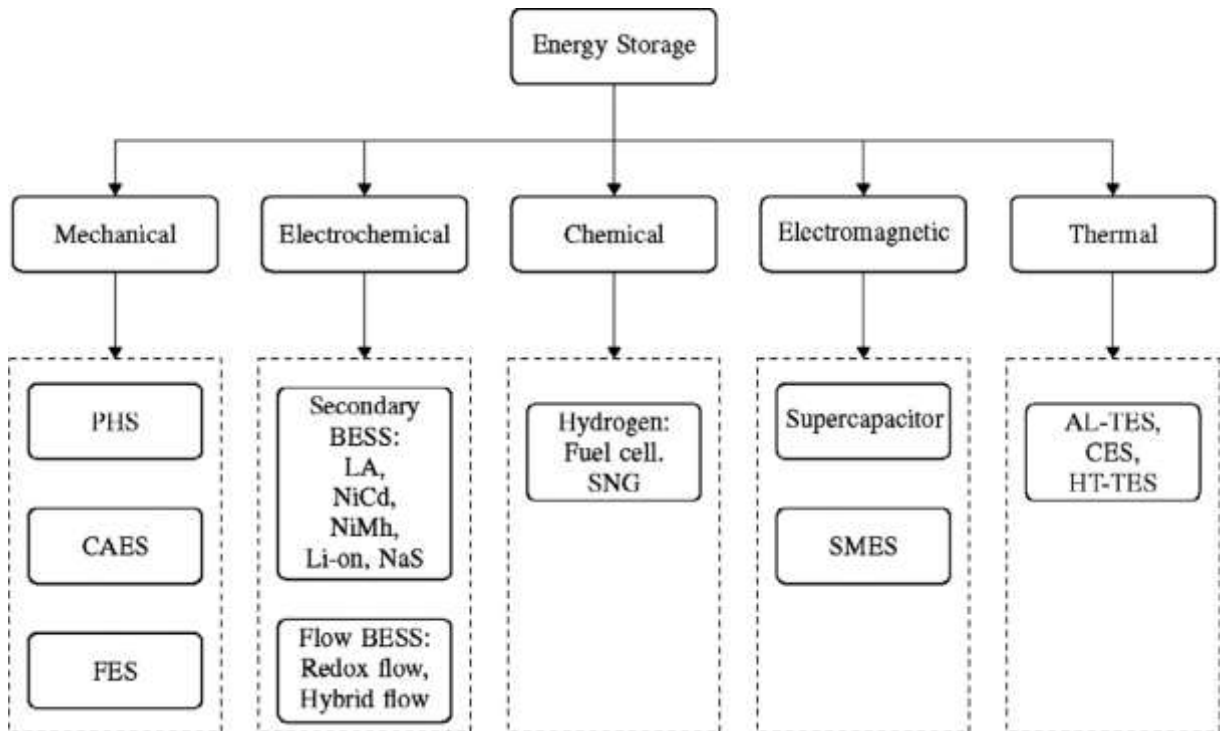 Energy Storage
Mechanical
Electrochemical
Chemical
Electromagnetic
Thermal
PHS
CAES
FES
Secondary
BESS:
LA,
NiCd,
NiMh,
Li-on, NaS
Flow BESS:
Redox flow,
Hybrid flow
Hydrogen:
Fuel cell.
SNG
Supercapacitor
SMES
AL-TES,
CES,
HT-TES